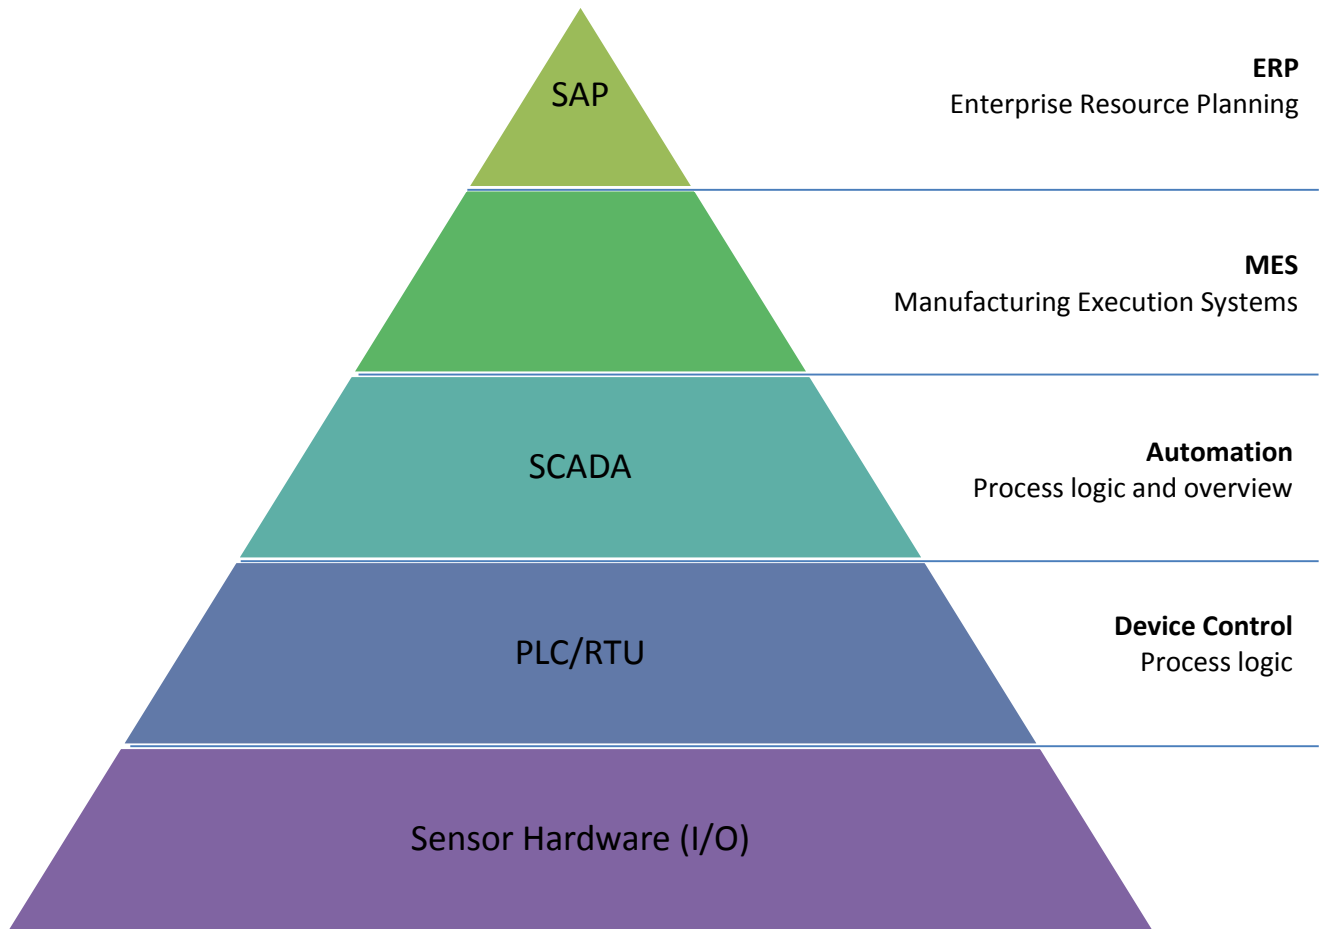 SAP
ERP
Enterprise Resource Planning
MES
Manufacturing Execution Systems
SCADA
Automation
Process logic and overview
PLC/RTU
Device Control
Process logic
Sensor Hardware (I/O)